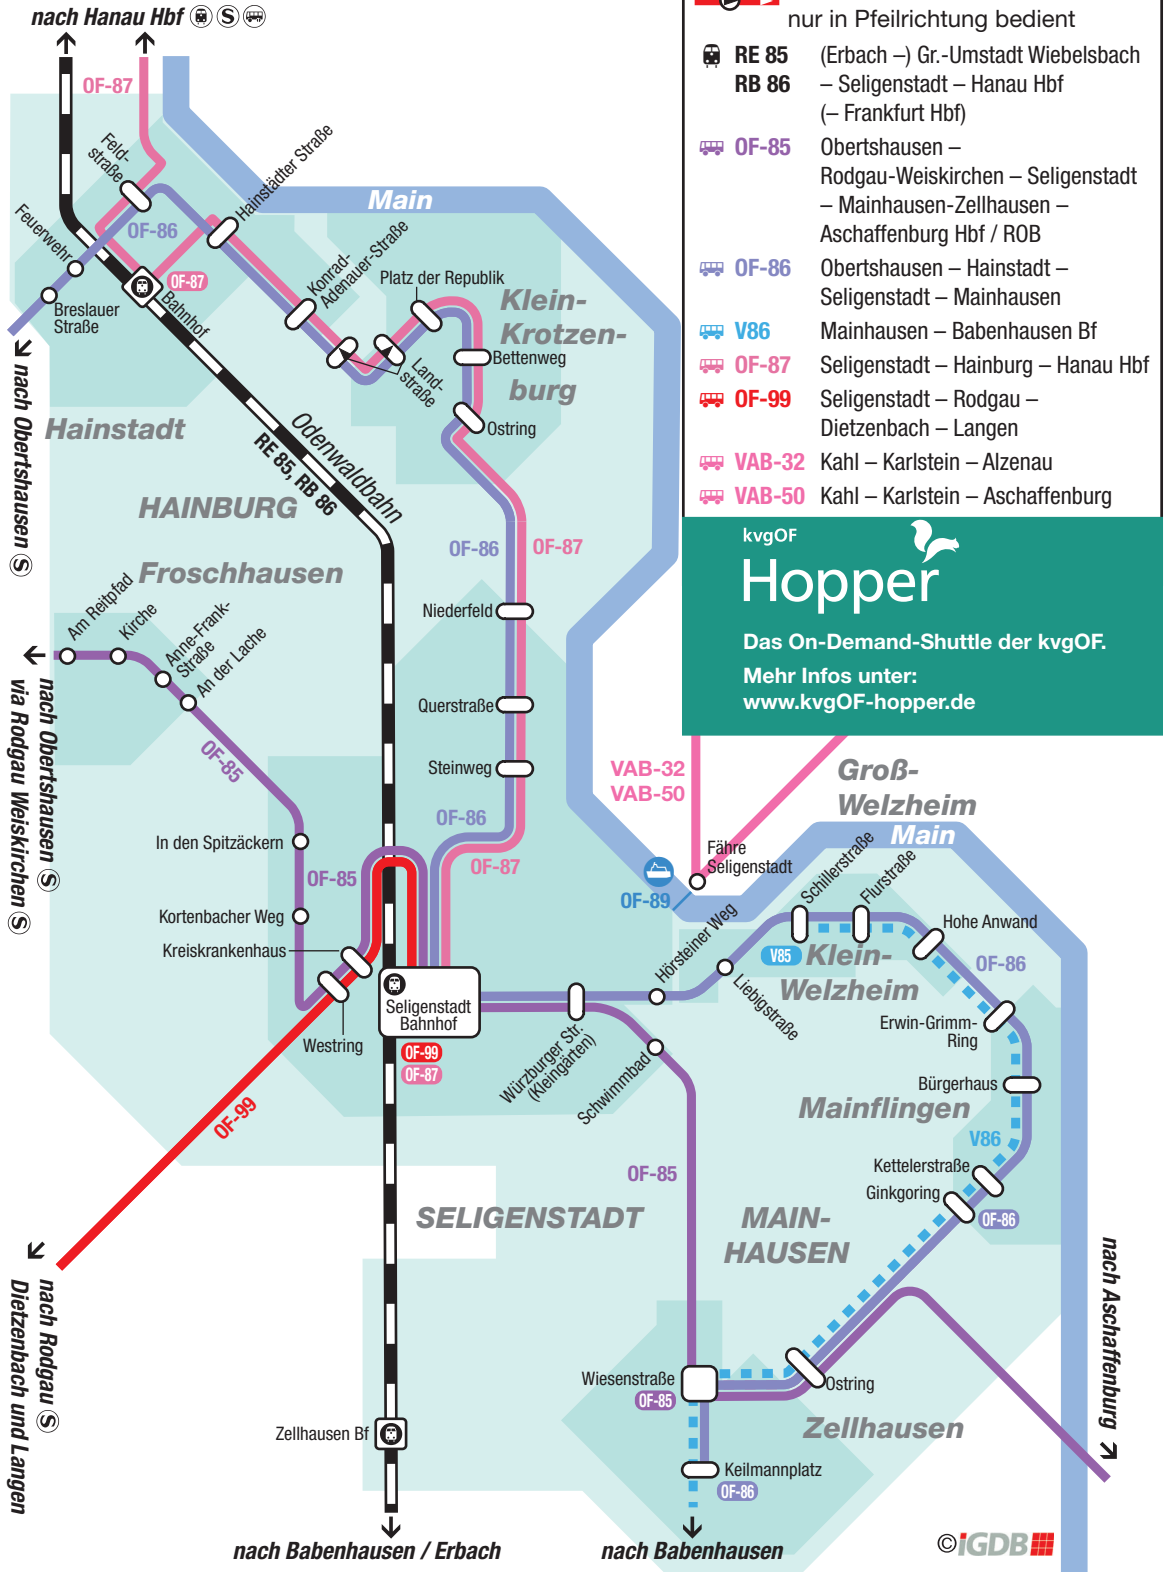 nach Hanau Hbf S
OF-87
nur in Pfeilrichtung bedient
RE 85 (Erbach –) Gr.-Umstadt Wiebelsbach
RB 86 – Seligenstadt – Hanau Hbf
(– Frankfurt Hbf)
OF-85 Obertshausen –
Rodgau-Weiskirchen – Seligenstadt
– Mainhausen-Zellhausen –
Aschaffenburg Hbf / ROB
OF-86 Obertshausen – Hainstadt –
Seligenstadt – Mainhausen
V86 Mainhausen – Babenhausen Bf
OF-87 Seligenstadt – Hainburg – Hanau Hbf
OF-99 Seligenstadt – Rodgau –
Dietzenbach – Langen
VAB-32 Kahl – Karlstein – Alzenau
VAB-50 Kahl – Karlstein – Aschaffenburg
kvgOF
Hopper
Das On-Demand-Shuttle der kvgOF.
Mehr Infos unter:
www.kvgOF-hopper.de
Feld-
straße
Hainstädter Straße
Main
Feuerwehr
OF-86
OF-87
Bahnhof
Breslauer
Straße
Konrad-
Adenauer-Straße
Platz der Republik
Klein-
Krotzen-
burg
Bettenweg
Land-
straße
Ostring
nach Obertshausen S
Hainstadt
Odenwaldbahn
RE 85, RB 86
HAINBURG
OF-86
OF-87
Froschhausen
Am Reitpfad
Kirche
Anne-Frank-
Straße
An der Lache
Niederfeld
Querstraße
Steinweg
nach Obertshausen S
via Rodgau Weiskirchen S
OF-85
VAB-32
VAB-50
Groß-
Welzheim
Main
OF-86
OF-87
In den Spitzäckern
OF-85
Kortenbacher Weg
Kreiskrankenhaus
Fähre
Seligenstadt
OF-89
Schillerstraße
Flurstraße
Hohe Anwand
Hörsteiner Weg
V85
Klein-
Welzheim
OF-86
Liebigstraße
Seligenstadt
Bahnhof
Westring
OF-99
OF-87
Würzburger Str.
(Kleingärten)
Schwimmbad
Erwin-Grimm-
Ring
Bürgerhaus
Mainflingen
V86
OF-99
Kettelerstraße
Ginkgoring
OF-86
OF-85
SELIGENSTADT
MAIN-
HAUSEN
nach Aschaffenburg
nach Rodgau S
Dietzenbach und Langen
Wiesenstraße
OF-85
Ostring
Zellhausen
Zellhausen Bf
Keilmannplatz
OF-86
nach Babenhausen / Erbach
nach Babenhausen
© iGDB